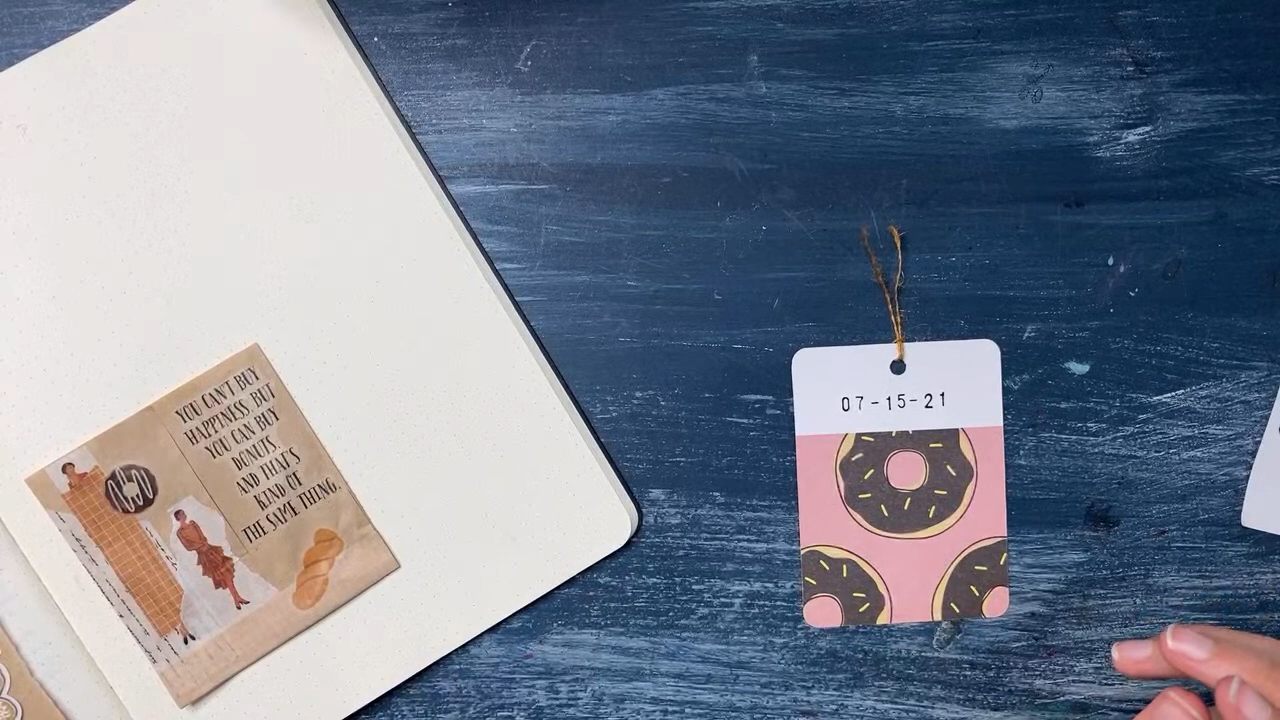 YOU CAN'T BUY
HAPPINESS BUT
YOU CAN BUY
DONUTS
AND THAT'S
KIND OF
THE SAME THING.
07-15-21